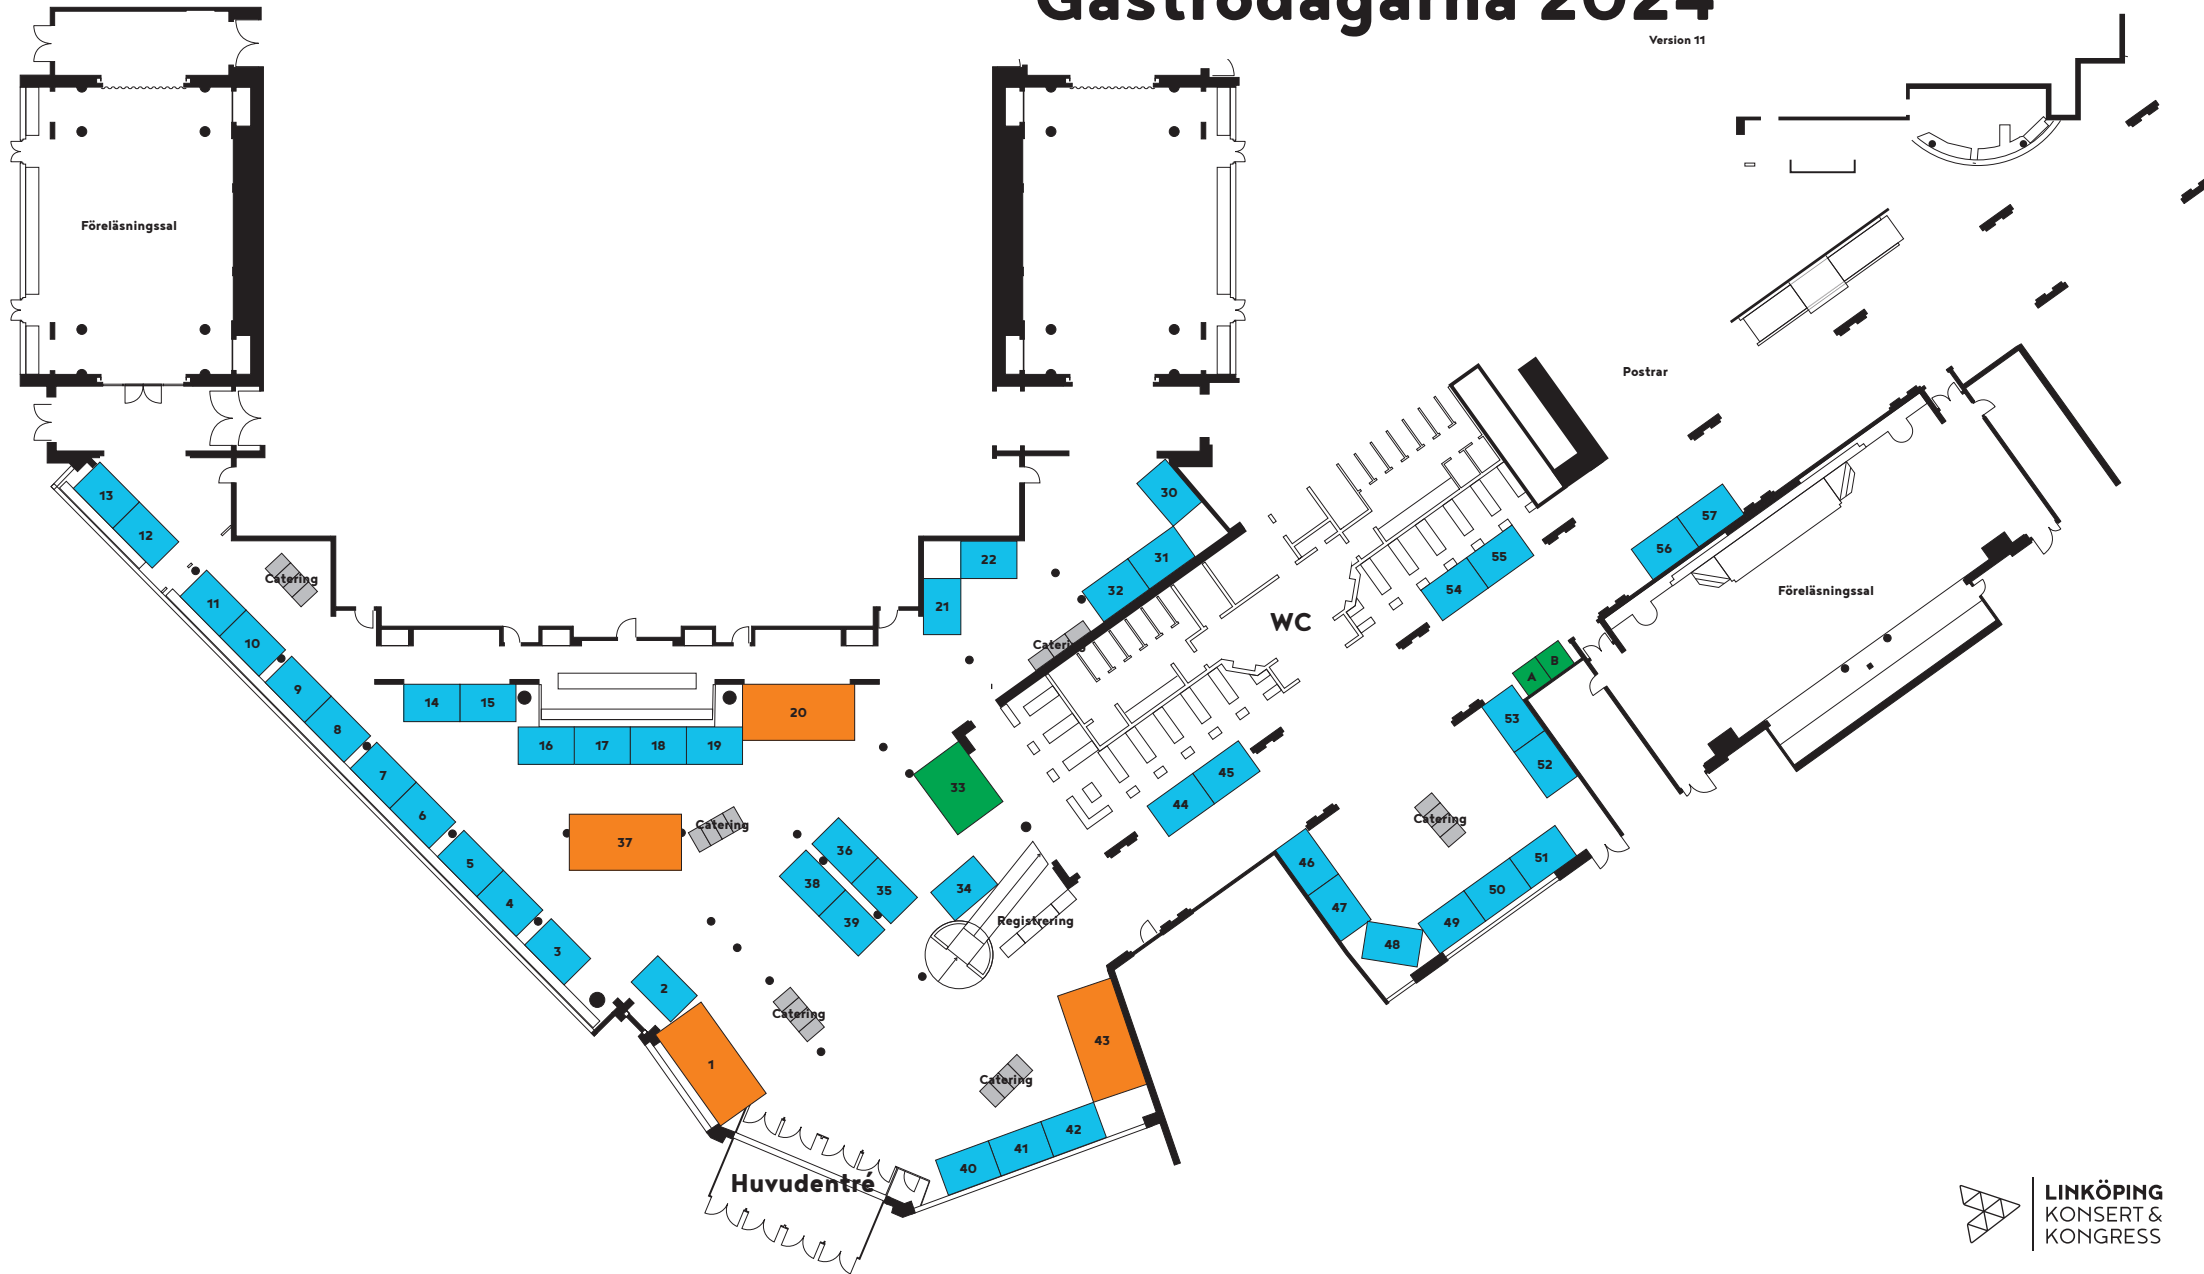 Gastrodagarna 2024
Version 11
Föreläsningssal
Postrar
13
12
11
10
9
8
7
6
5
4
3
2
1
Catering
14
15
16
17
18
19
20
21
22
30
31
32
Catering
WC
33
37
Catering
36
35
38
39
34
Registrering
Catering
Catering
Huvudentré
40
41
42
43
44
45
46
47
48
49
50
51
Catering
52
53
A
B
54
55
56
57
Föreläsningssal
LINKÖPING
KONSERT &
KONGRESS